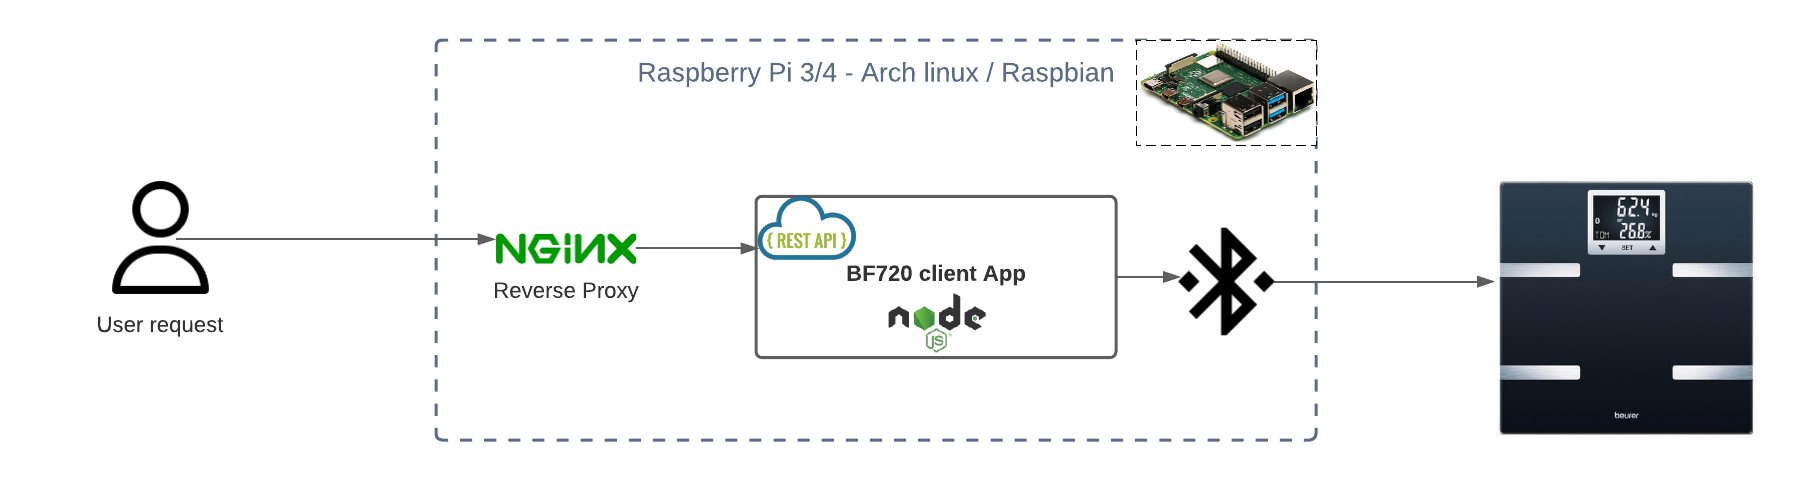 Raspberry Pi 3/4 - Arch linux / Raspbian
User request
NGiNX
Reverse Proxy
{ REST API }
BF720 client App
node
JS
62.4 kg
26.8%
TDM
SET
beurer